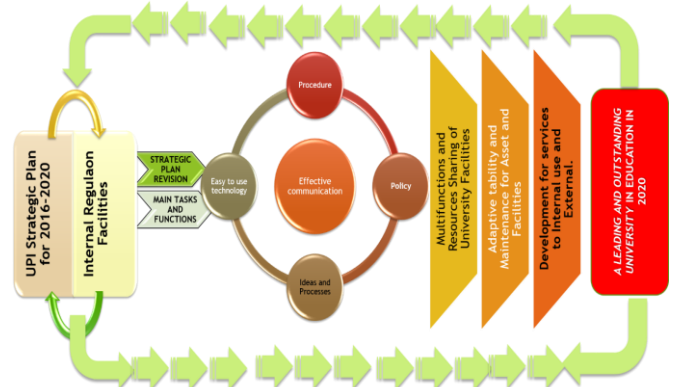 UPI Strategic Plan
for 2016-2020
Internal Regulaon
Facilities
STRATEGIC
PLAN
REVISION
MAIN TASKS
AND
FUNCTIONS
Procedure
Easy to use
technology
Effective
communication
Policy
Ideas and
Processes
Multifunctions and
Resources Sharing of
University Facilities
Adaptive tability and
Maintenance for Asset and
Facilities
Development for services
to Internal use and
External.
A LEADING AND OUTSTANDING
UNIVERSITY IN EDUCATION IN
2020